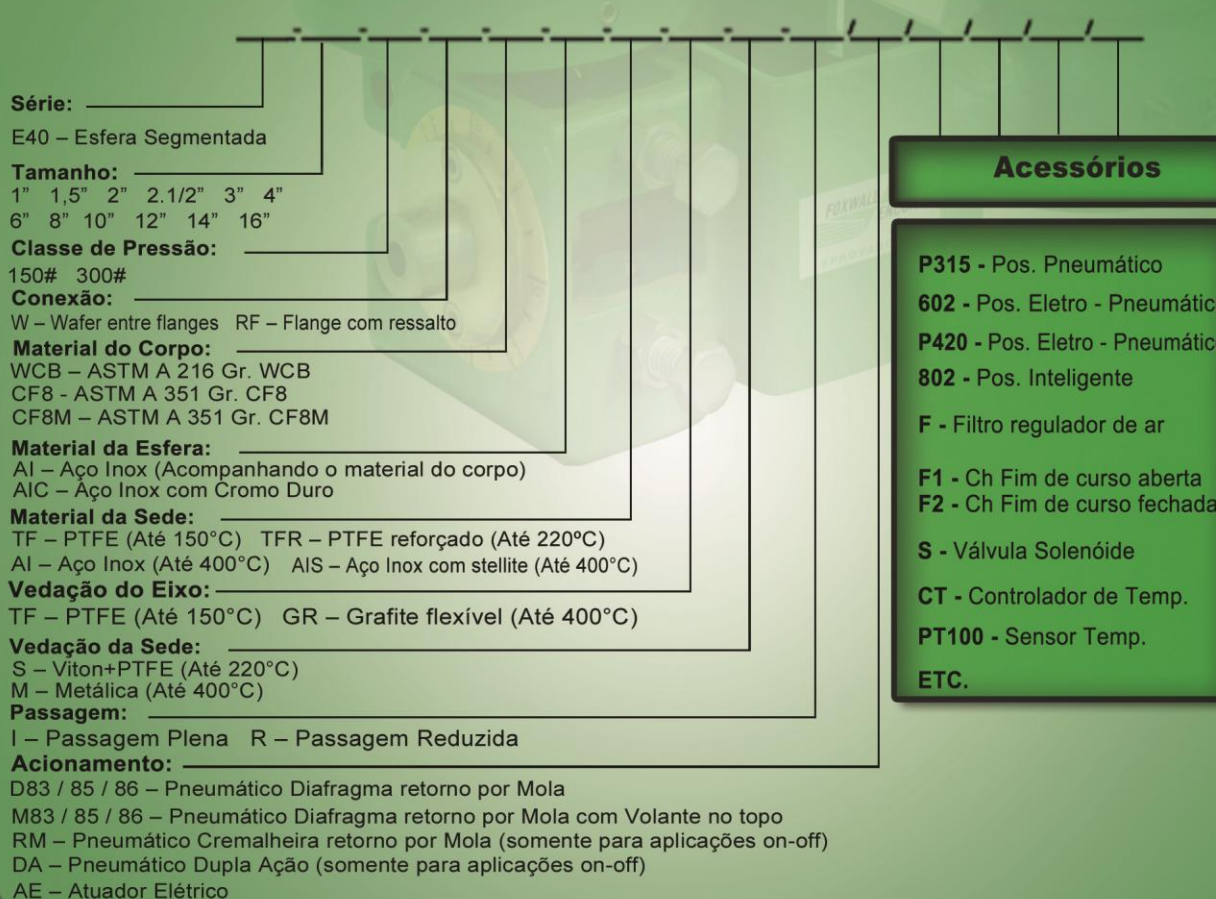 Série:
E40 – Esfera Segmentada
Tamanho:
1” 1,5” 2” 2.1/2” 3” 4”
6” 8” 10” 12” 14” 16”
Classe de Pressão:
150# 300#
Conexão:
W – Wafer entre flanges RF – Flange com ressalto
Material do Corpo:
WCB – ASTM A 216 Gr. WCB
CF8 - ASTM A 351 Gr. CF8
CF8M – ASTM A 351 Gr. CF8M
Material da Esfera:
AI – Aço Inox (Acompanhando o material do corpo)
AIC – Aço Inox com Cromo Duro
Material da Sede:
TF – PTFE (Até 150°C) TFR – PTFE reforçado (Até 220ºC)
AI – Aço Inox (Até 400°C) AIS – Aço Inox com stellite (Até 400°C)
Vedação do Eixo:
TF – PTFE (Até 150°C) GR – Grafite flexível (Até 400°C)
Vedação da Sede:
S – Viton+PTFE (Até 220°C)
M – Metálica (Até 400°C)
Passagem:
I – Passagem Plena R – Passagem Reduzida
Acionamento:
D83 / 85 / 86 – Pneumático Diafragma retorno por Mola
M83 / 85 / 86 – Pneumático Diafragma retorno por Mola com Volante no topo
RM – Pneumático Cremalheira retorno por Mola (somente para aplicações on-off)
DA – Pneumático Dupla Ação (somente para aplicações on-off)
AE – Atuador Elétrico
Acessórios
P315 - Pos. Pneumático
602 - Pos. Eletro - Pneumátic
P420 - Pos. Eletro - Pneumátic
802 - Pos. Inteligente
F - Filtro regulador de ar
F1 - Ch Fim de curso aberta
F2 - Ch Fim de curso fechada
S - Válvula Solenóide
CT - Controlador de Temp.
PT100 - Sensor Temp.
ETC.